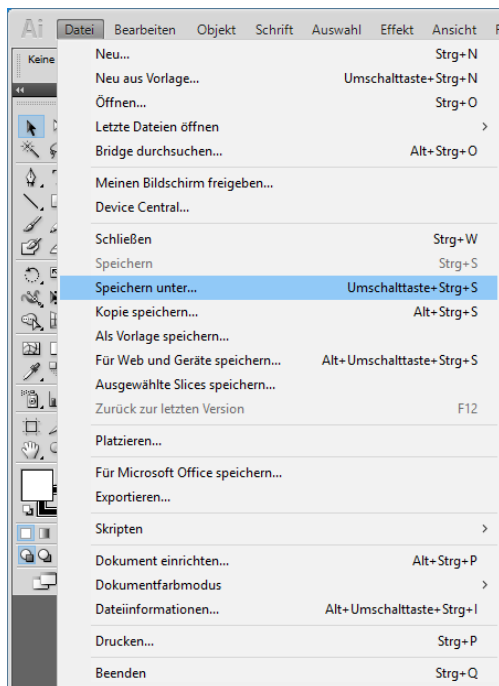 Ai Datei Bearbeiten Objekt Schrift Auswahl Effekt Ansicht
Keine
Neu... Strg+N
Neu aus Vorlage... Umschalttaste+Strg+N
Öffnen... Strg+O
Letzte Dateien öffnen
Bridge durchsuchen... Alt+Strg+O
Meinen Bildschirm freigeben...
Device Central...
Schließen Strg+W
Speichern Strg+S
Speichern unter... Umschalttaste+Strg+S
Kopie speichern... Alt+Strg+S
Als Vorlage speichern...
Für Web und Geräte speichern... Alt+Umschalttaste+Strg+S
Ausgewählte Slices speichern...
Zurück zur letzten Version F12
Platzieren...
Für Microsoft Office speichern...
Exportieren...
Skripten
Dokument einrichten... Alt+Strg+P
Dokumentfarbmodus
Dateiinformationen... Alt+Umschalttaste+Strg+I
Drucken... Strg+P
Beenden Strg+Q